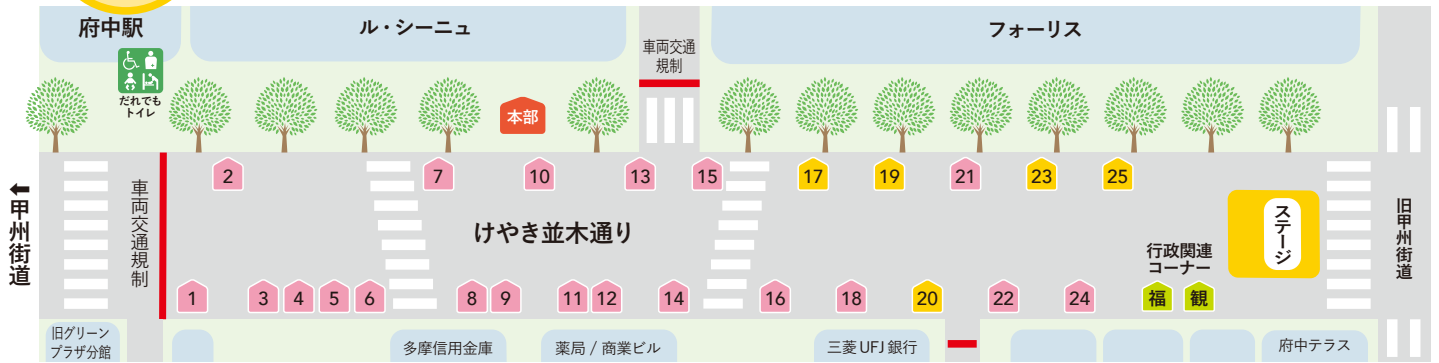 府中駅
ル・シーニュ
フォーリス
車両交通
規制
だれでも
トイレ
本部
2
7
10
13
15
17
19
21
23
25
←甲州街道
車両交通規制
けやき並木通り
ステージ
旧甲州街道
行政関連
コーナー
1
3
4
5
6
8
9
11
12
14
16
18
20
22
24
福
観
旧グリーン
プラザ分館
多摩信用金庫
薬局 / 商業ビル
三菱 UFJ 銀行
府中テラス